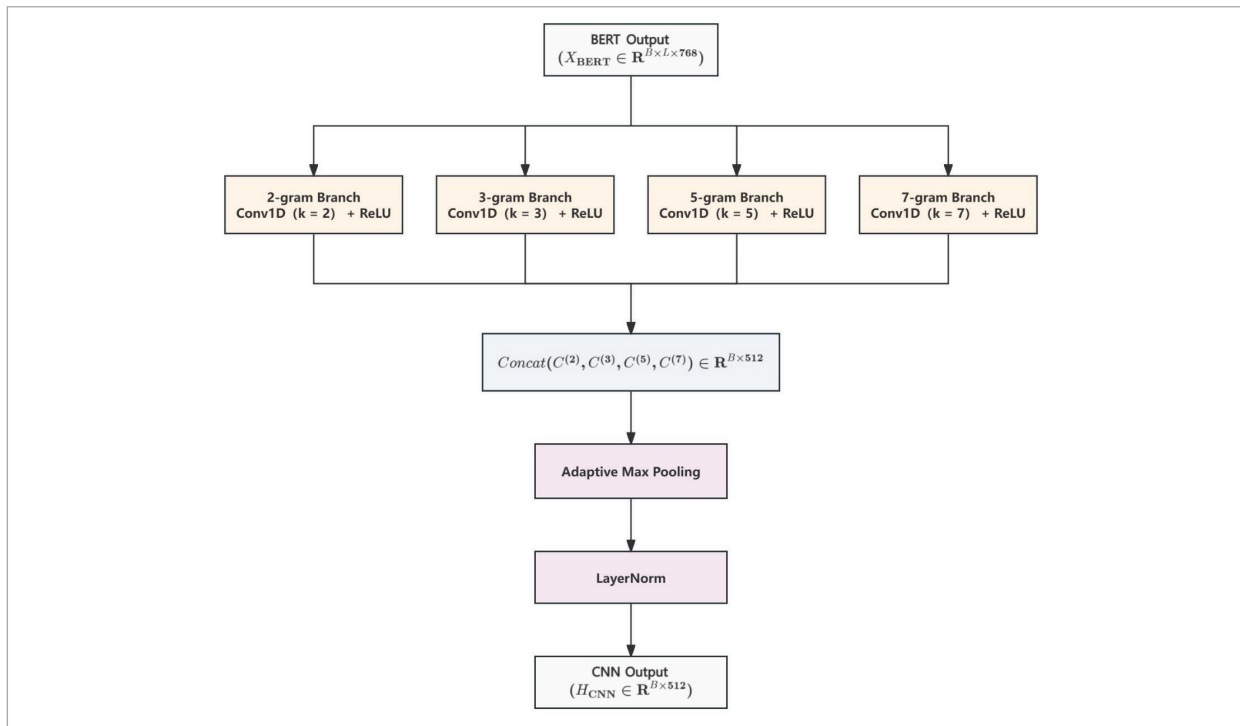 BERT Output
(X_BERT ∈ R^{B×L×768})
2-gram Branch
Conv1D (k = 2) + ReLU
3-gram Branch
Conv1D (k = 3) + ReLU
5-gram Branch
Conv1D (k = 5) + ReLU
7-gram Branch
Conv1D (k = 7) + ReLU
Concat(C^{(2)}, C^{(3)}, C^{(5)}, C^{(7)}) ∈ R^{B×512}
Adaptive Max Pooling
LayerNorm
CNN Output
(H_CNN ∈ R^{B×512})